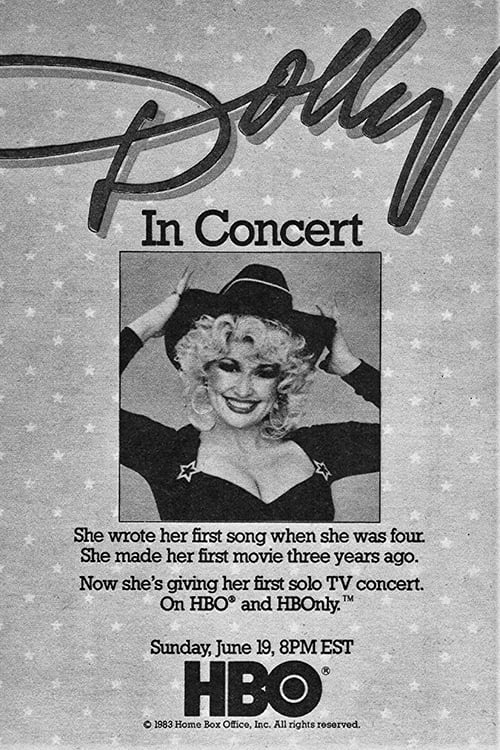 Dolly
In Concert
She wrote her first song when she was four.
She made her first movie three years ago.
Now she's giving her first solo TV concert.
On HBO® and HBOnly.™
Sunday, June 19, 8PM EST
HBO®
© 1983 Home Box Office, Inc. All rights reserved.